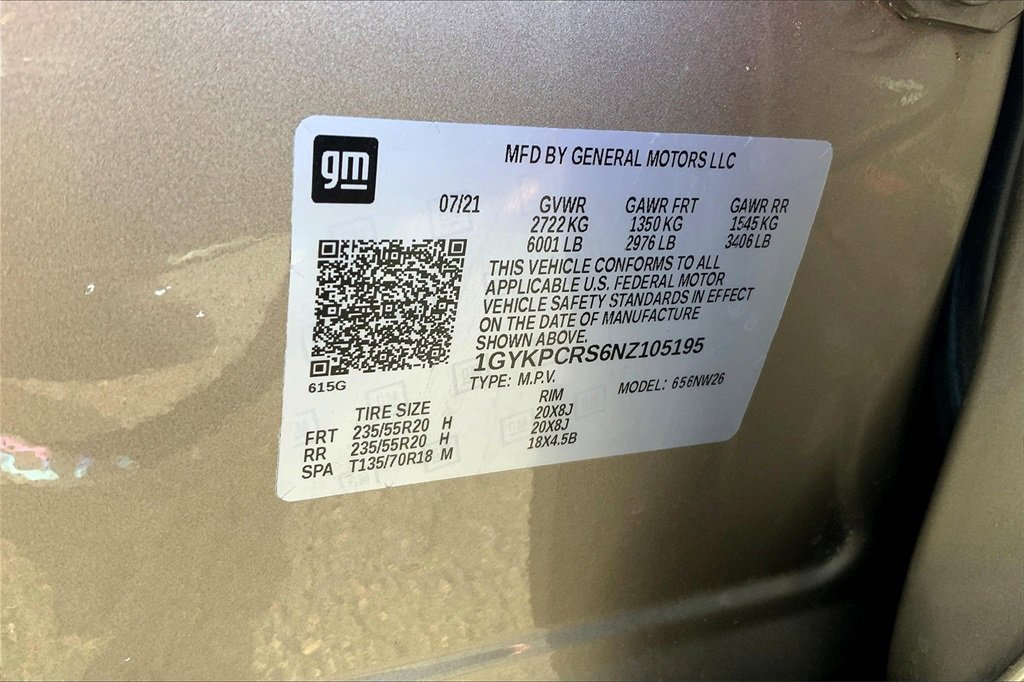 gm
MFD BY GENERAL MOTORS LLC
07/21 GVWR GAWR FRT GAWR RR
2722 KG 1350 KG 1545 KG
6001 LB 2976 LB 3406 LB
THIS VEHICLE CONFORMS TO ALL
APPLICABLE U.S. FEDERAL MOTOR
VEHICLE SAFETY STANDARDS IN EFFECT
ON THE DATE OF MANUFACTURE
SHOWN ABOVE.
1GYKPCRS6NZ105195
615G
TYPE: M.P.V. MODEL: 656NW26
TIRE SIZE RIM
FRT 235/55R20 H 20X8J
RR 235/55R20 H 20X8J
SPA T135/70R18 M 18X4.5B